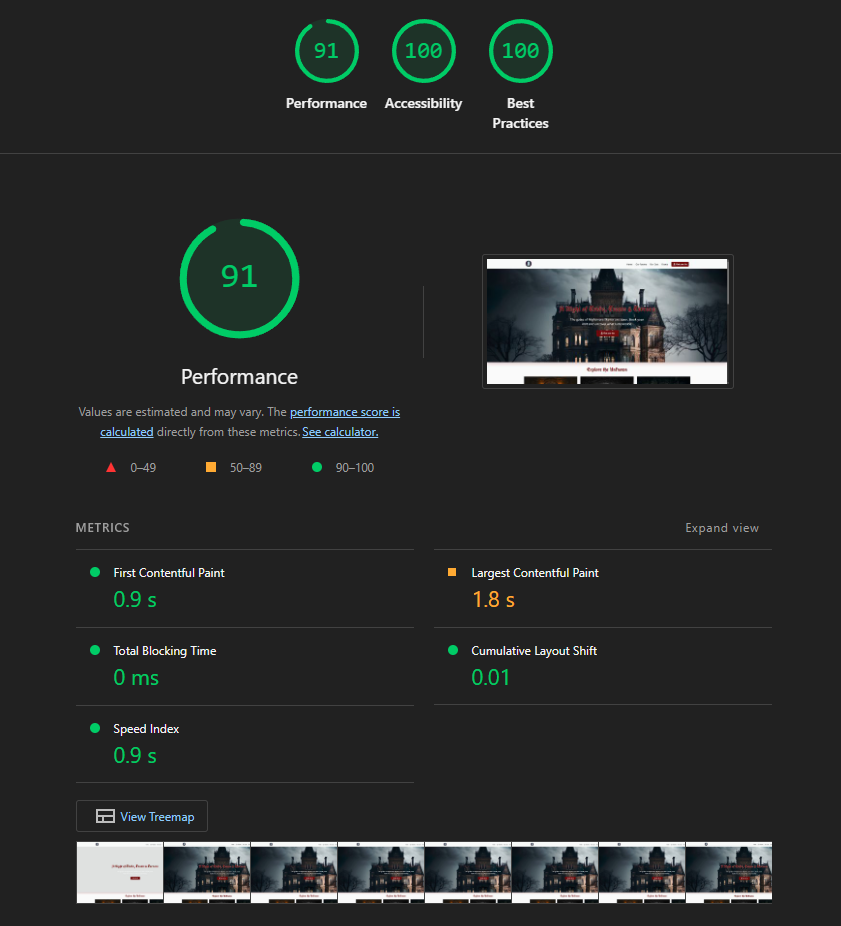 91
100
100
Performance
Accessibility
Best
Practices
91
Performance
Values are estimated and may vary. The performance score is
calculated directly from these metrics. See calculator.
0–49
50–89
90–100
METRICS
Expand view
First Contentful Paint
0.9 s
Largest Contentful Paint
1.8 s
Total Blocking Time
0 ms
Cumulative Layout Shift
0.01
Speed Index
0.9 s
View Treemap
Explore the Unknown